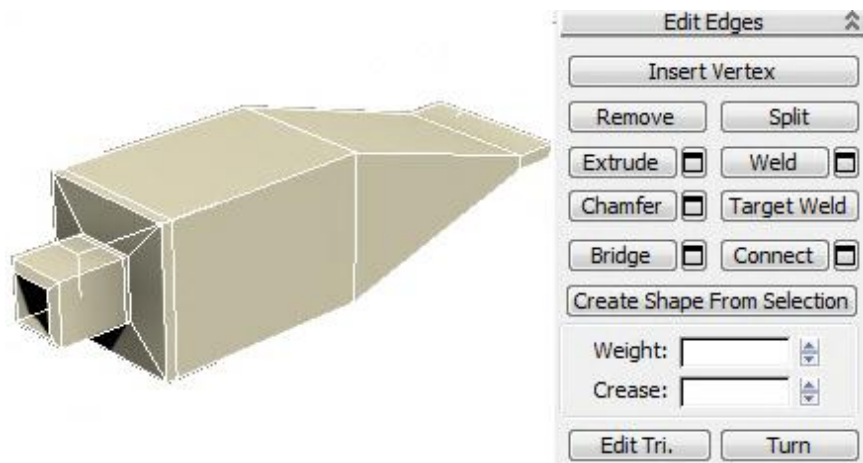 Edit Edges
Insert Vertex
Remove Split
Extrude Weld
Chamfer Target Weld
Bridge Connect
Create Shape From Selection
Weight:
Crease:
Edit Tri. Turn